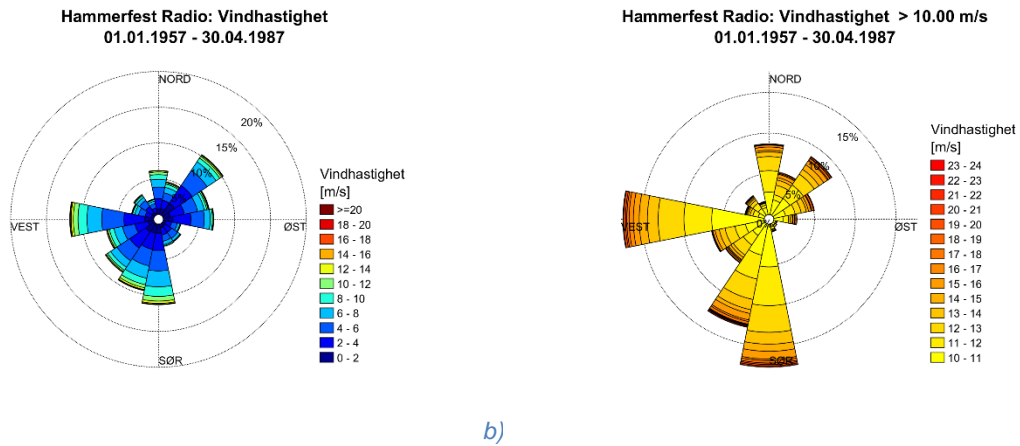 Hammerfest Radio: Vindhastighet
01.01.1957 - 30.04.1987
NORD
20%
15%
10%
VEST
ØST
SØR
Vindhastighet
[m/s]
>=20
18 - 20
16 - 18
14 - 16
12 - 14
10 - 12
8 - 10
6 - 8
4 - 6
2 - 4
0 - 2
Hammerfest Radio: Vindhastighet > 10.00 m/s
01.01.1957 - 30.04.1987
NORD
15%
10%
5%
VEST
ØST
SØR
Vindhastighet
[m/s]
23 - 24
22 - 23
21 - 22
20 - 21
19 - 20
18 - 19
17 - 18
16 - 17
15 - 16
14 - 15
13 - 14
12 - 13
11 - 12
10 - 11
b)